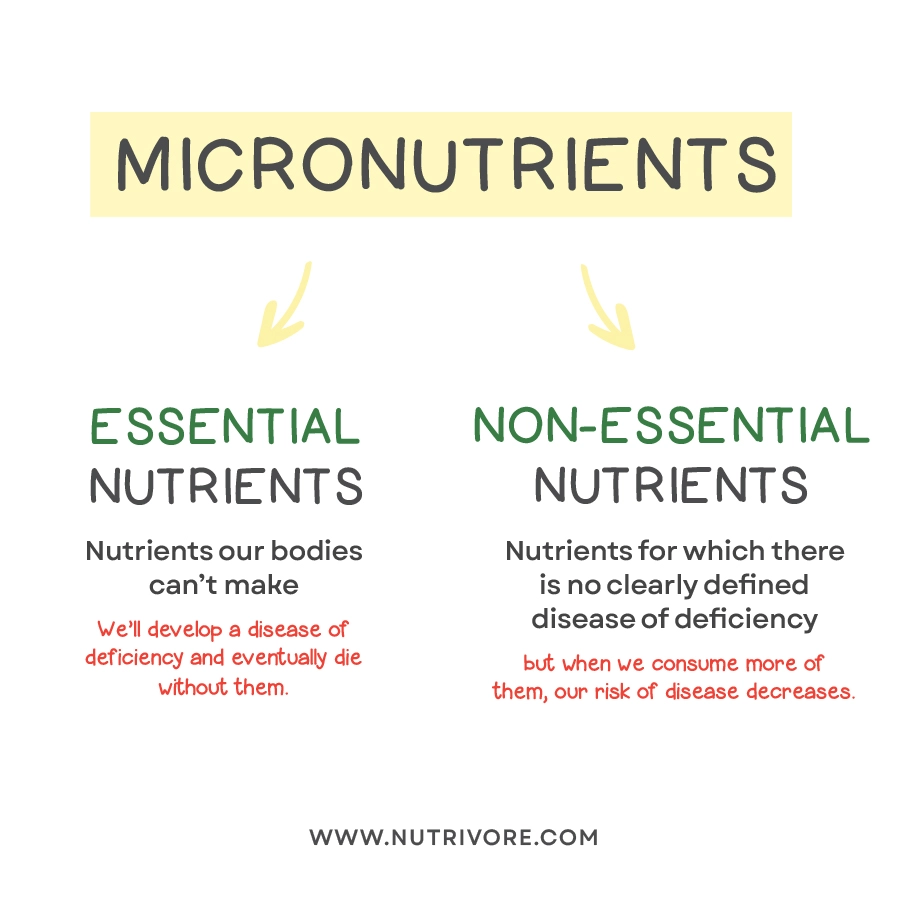 MICRONUTRIENTS
ESSENTIAL
NUTRIENTS
Nutrients our bodies
can't make
We'll develop a disease of
deficiency and eventually die
without them.
NON-ESSENTIAL
NUTRIENTS
Nutrients for which there
is no clearly defined
disease of deficiency
but when we consume more of
them, our risk of disease decreases.
WWW.NUTRIVORE.COM